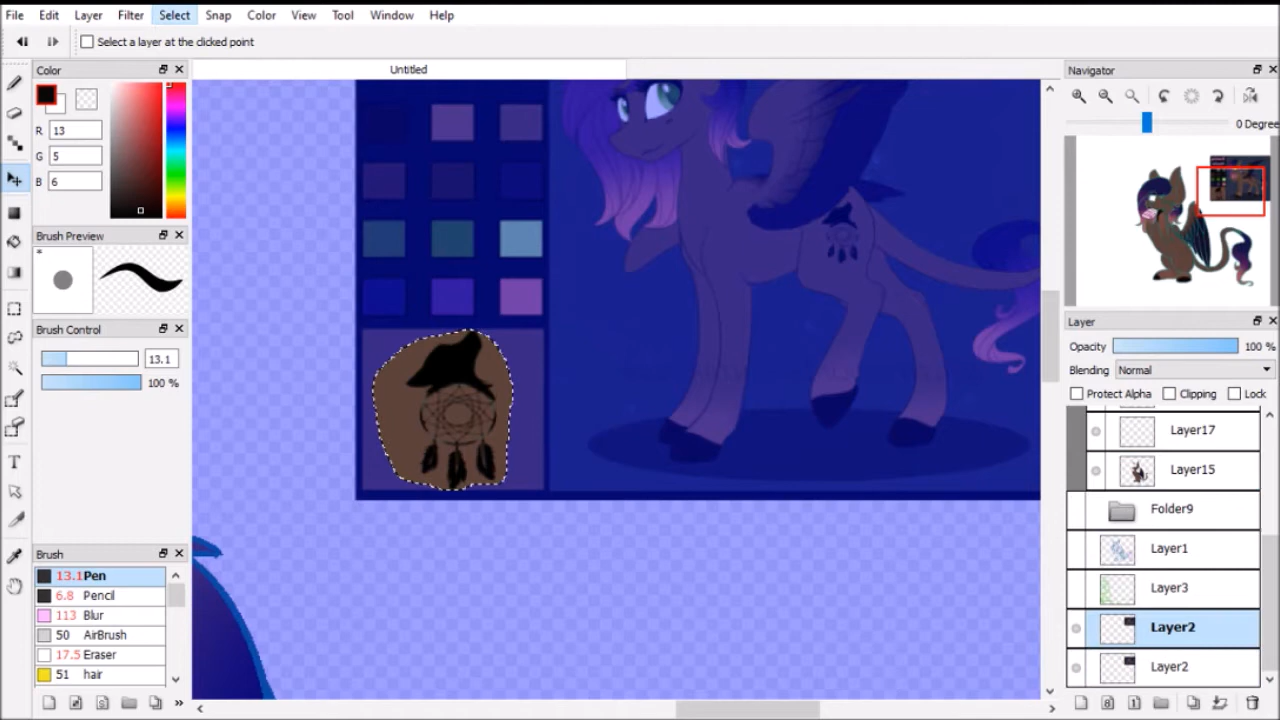 File Edit Layer Filter Select Snap Color View Tool Window Help
Select a layer at the clicked point
Color
Untitled
Navigator
R 13
G 5
B 6
0 Degree
Brush Preview
*
Brush Control
13.1
100 %
Layer
Opacity 100 %
Blending Normal
Protect Alpha Clipping Lock
Layer17
Layer15
Folder9
Layer1
Layer3
Layer2
Layer2
Brush
13.1 Pen
6.8 Pencil
113 Blur
50 AirBrush
17.5 Eraser
51 hair
T